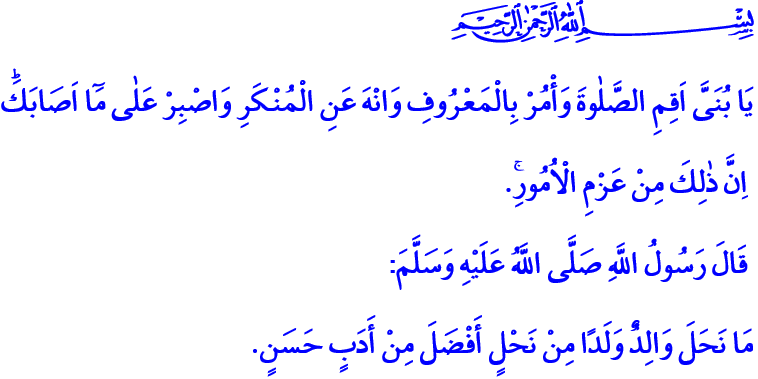 بِسْمِ اللّٰهِ الرَّحْمٰنِ الرَّحِيمِ
يَا بُنَىَّ اَقِمِ الصَّلٰوةَ وَأْمُرْ بِالْمَعْرُوفِ وَانْهَ عَنِ الْمُنْكَرِ وَاصْبِرْ عَلٰى مَٓا اَصَابَكَۜ
اِنَّ ذٰلِكَ مِنْ عَزْمِ الْاُمُورِۚ.
قَالَ رَسُولُ اللَّهِ صَلَّى اللَّهُ عَلَيْهِ وَسَلَّمَ:
مَا نَحَلَ وَالِدٌ وَلَدًا مِنْ نَحْلٍ أَفْضَلَ مِنْ أَدَبٍ حَسَنٍ.